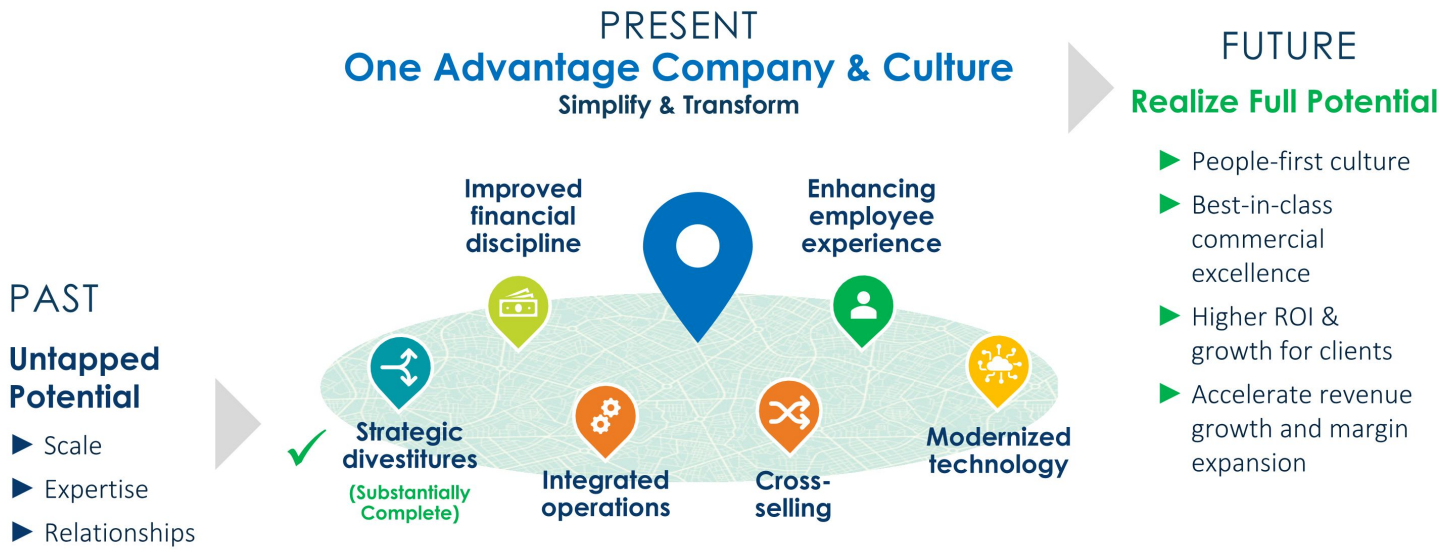 PAST
Untapped
Potential
Scale
Expertise
Relationships
PRESENT
One Advantage Company & Culture
Simplify & Transform
Improved
financial
discipline
Enhancing
employee
experience
Strategic
divestitures
(Substantially
Complete)
Integrated
operations
Cross-
selling
Modernized
technology
FUTURE
Realize Full Potential
People-first culture
Best-in-class
commercial
excellence
Higher ROI &
growth for clients
Accelerate revenue
growth and margin
expansion